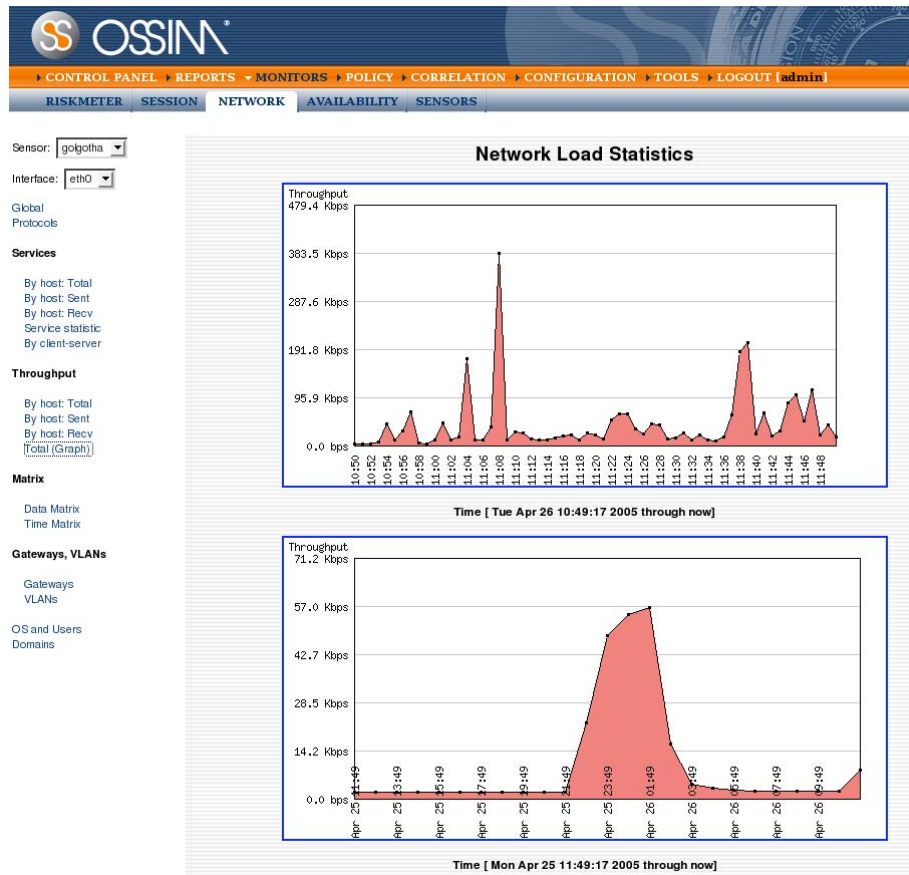 OSSIM
CONTROL PANEL REPORTS MONITORS POLICY CORRELATION CONFIGURATION TOOLS LOGOUT [admin]
RISKMETER SESSION NETWORK AVAILABILITY SENSORS
Sensor: golgotha
Interface: eth0
Global
Protocols
Services
By host: Total
By host: Sent
By host: Recv
Service statistic
By client-server
Throughput
By host: Total
By host: Sent
By host: Recv
Total (Graph)
Matrix
Data Matrix
Time Matrix
Gateways, VLANs
Gateways
VLANs
OS and Users
Domains
Network Load Statistics
Throughput
479.4 Kbps
383.5 Kbps
287.6 Kbps
191.8 Kbps
95.9 Kbps
0.0 bps
10:50 10:52 10:54 10:56 10:58 11:00 11:02 11:04 11:06 11:08 11:10 11:12 11:14 11:16 11:18 11:20 11:22 11:24 11:26 11:28 11:30 11:32 11:34 11:36 11:38 11:40 11:42 11:44 11:46 11:48
Time [ Tue Apr 26 10:49:17 2005 through now]
Throughput
71.2 Kbps
57.0 Kbps
42.7 Kbps
28.5 Kbps
14.2 Kbps
0.0 bps
Apr 25 11:49 Apr 25 13:49 Apr 25 15:49 Apr 25 17:49 Apr 25 19:49 Apr 25 21:49 Apr 25 23:49 Apr 26 01:49 Apr 26 03:49 Apr 26 05:49 Apr 26 07:49 Apr 26 09:49
Time [ Mon Apr 25 11:49:17 2005 through now]